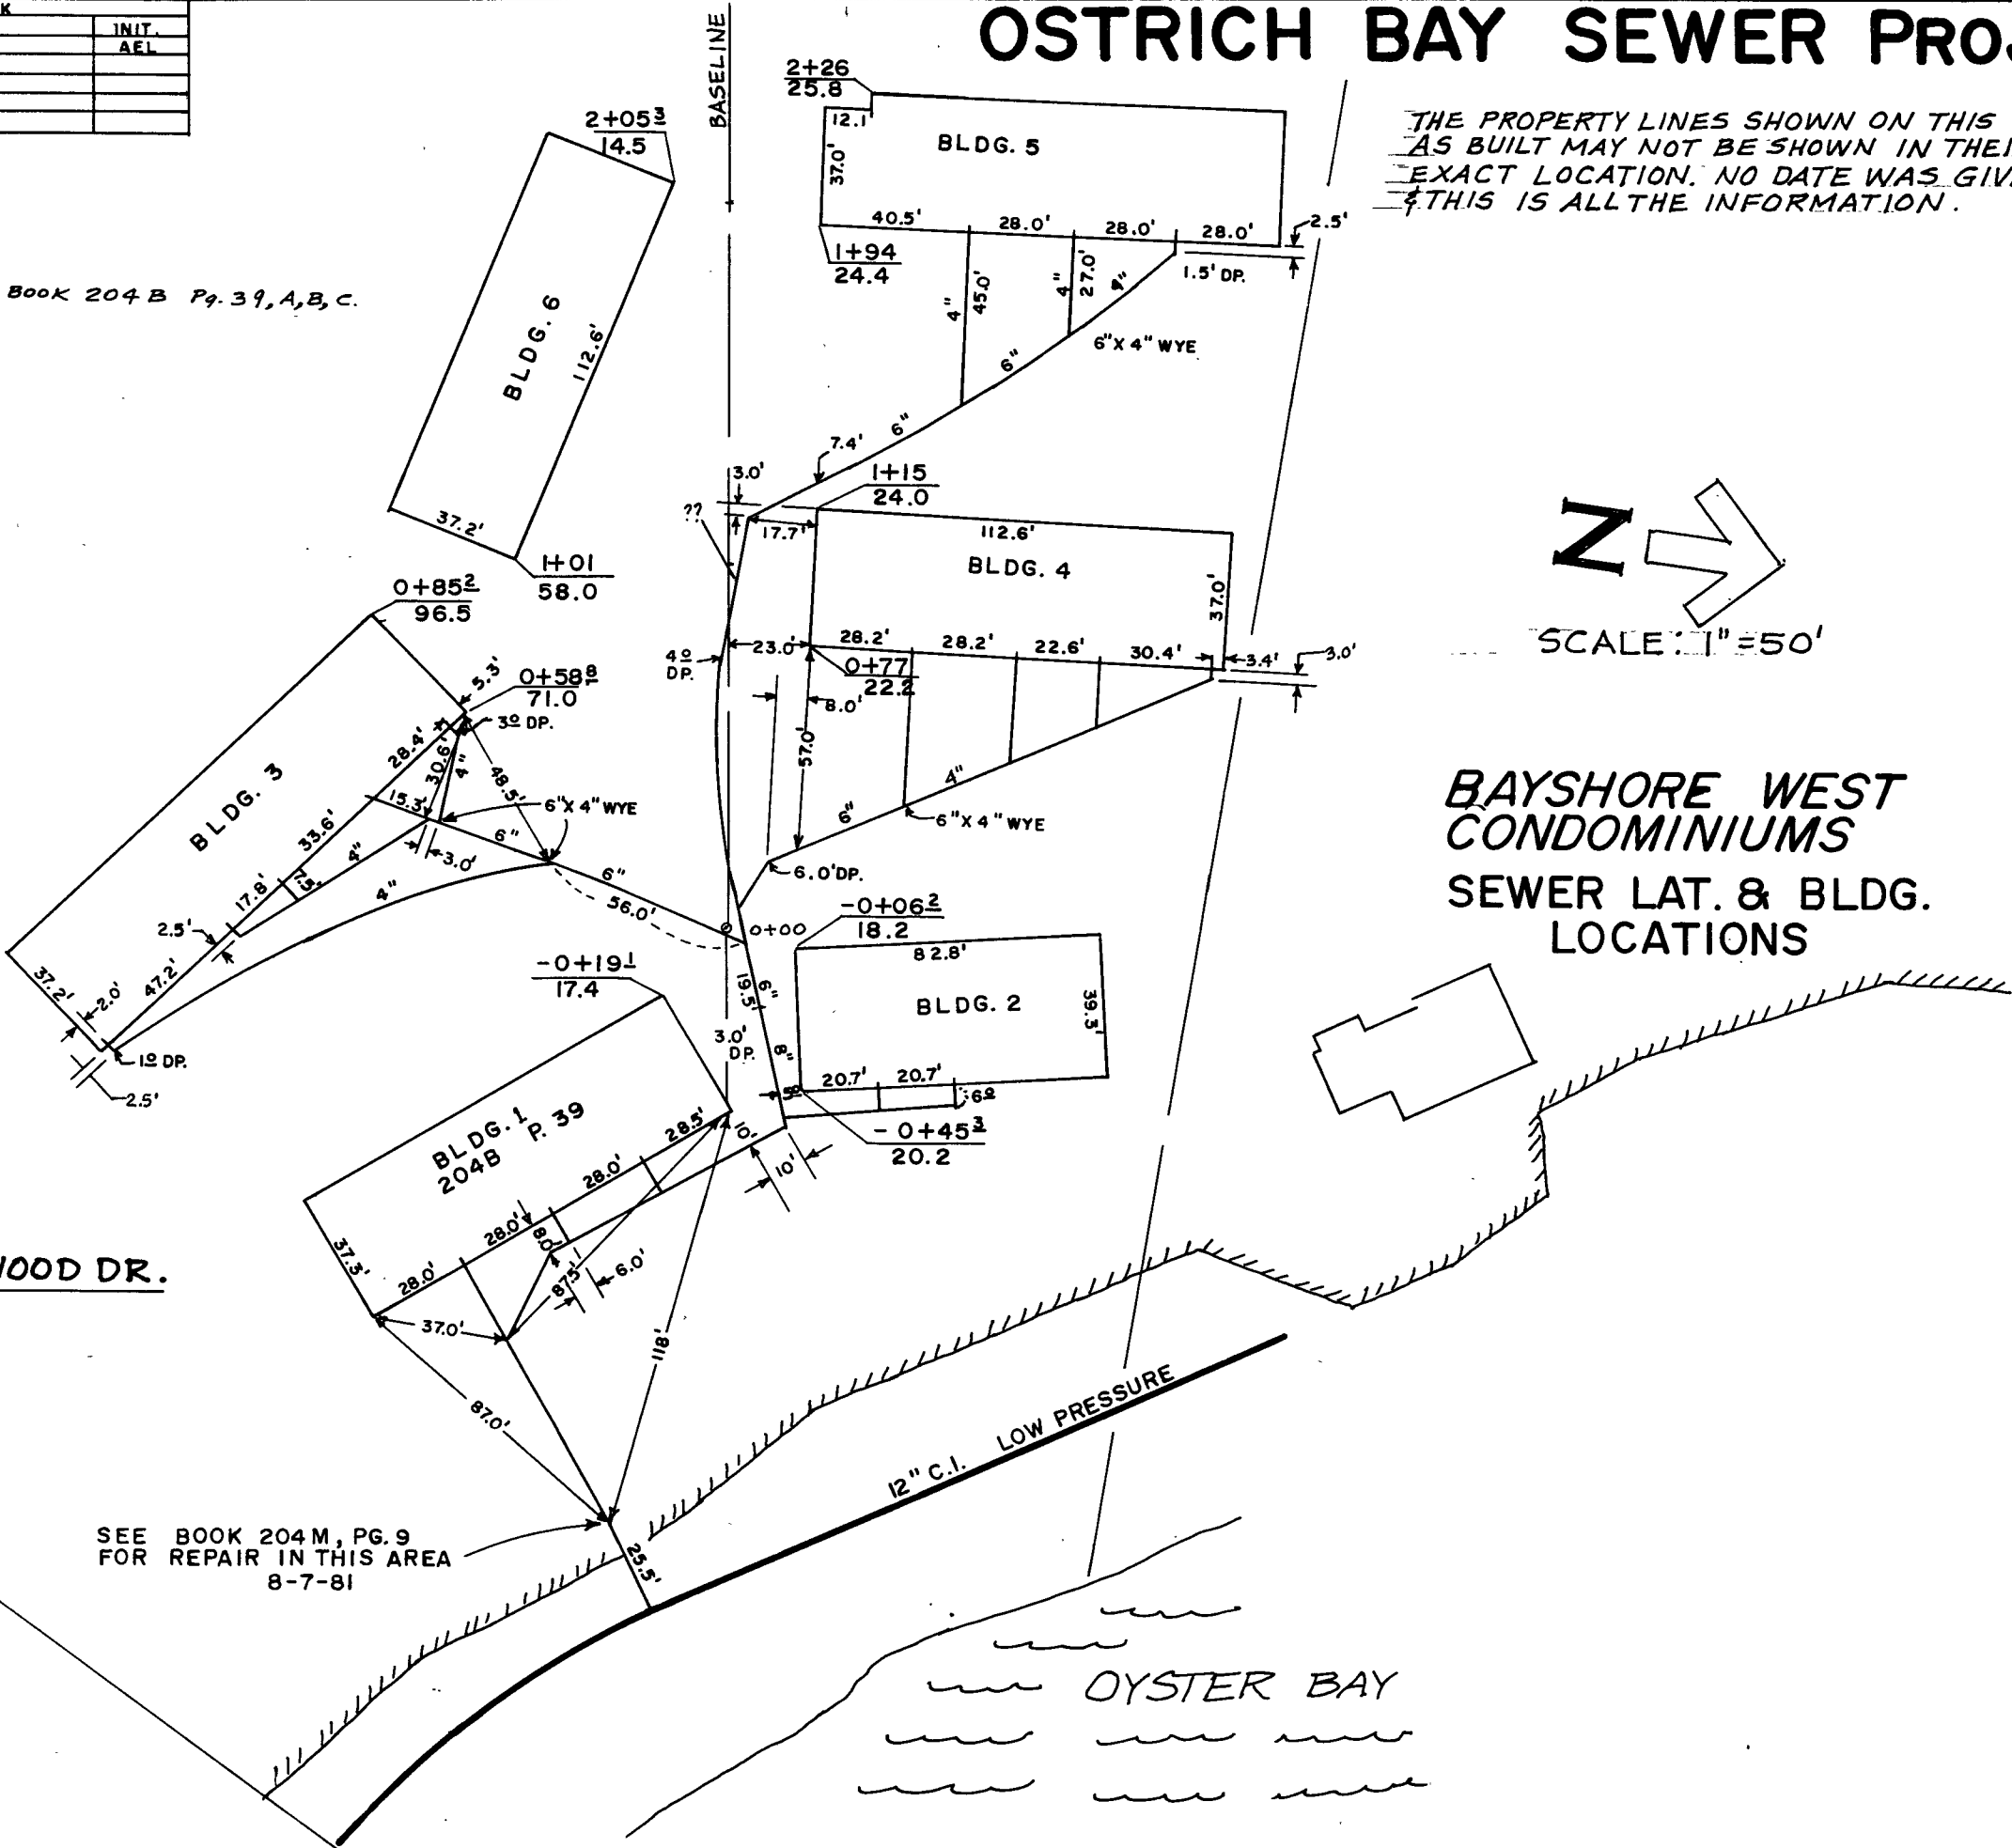 K
INIT.
AEL
OSTRICH BAY SEWER PROJ
BASELINE
THE PROPERTY LINES SHOWN ON THIS
AS BUILT MAY NOT BE SHOWN IN THEI
EXACT LOCATION. NO DATE WAS GIV
& THIS IS ALL THE INFORMATION.
BOOK 204 B Pg. 39, A, B, C.
2+26
25.8
12.1'
37.0'
BLDG. 5
40.5'
28.0'
28.0'
28.0'
2.5'
1.5' DP.
1+94
24.4
4"
45.0'
4"
27.0'
4"
6" X 4" WYE
6"
6"
7.4'
2+05 3
14.5
BLDG. 6
112.6'
37.2'
1+01
58.0
3.0'
??
17.7'
1+15
24.0
112.6'
BLDG. 4
37.0'
28.2'
28.2'
22.6'
30.4'
3.4'
3.0'
4 0
DP.
23.0'
0+77
22.2
8.0'
57.0'
4"
6"
6" X 4" WYE
6.0' DP.
N
SCALE: 1" = 50'
0+85 2
96.5
5.3'
0+58 8
71.0
3 0 DP.
BLDG. 3
28.4'
30.6'
4"
48.5'
15.3'
6" X 4" WYE
33.6'
4"
3.0'
6"
17.8'
7.5'
4"
6"
56.0'
2.5'
47.2'
37.2'
2.0'
1 0 DP.
2.5'
BAYSHORE WEST
CONDOMINIUMS
SEWER LAT. & BLDG.
LOCATIONS
0+00
-0+06 2
18.2
82.8'
BLDG. 2
39.3'
6"
19.5'
3.0'
DP.
8"
5 0
20.7'
20.7'
6 2
-0+45 3
20.2
-0+19 1
17.4
BLDG. 1
204B P. 39
28.5'
10'
10'
28.0'
28.0'
8.0'
28.0'
87.5'
6.0'
37.3'
37.0'
118'
87.0'
OOD DR.
SEE BOOK 204 M, PG. 9
FOR REPAIR IN THIS AREA
8-7-81
25.5'
12" C.I. LOW PRESSURE
OYSTER BAY